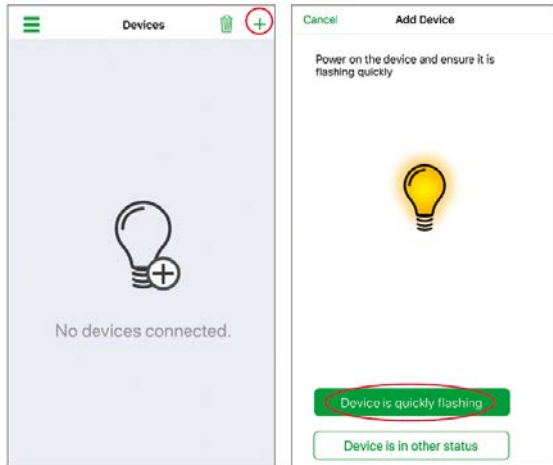 Devices
No devices connected.
Cancel
Add Device
Power on the device and ensure it is
flashing quickly
Device is quickly flashing
Device is in other status